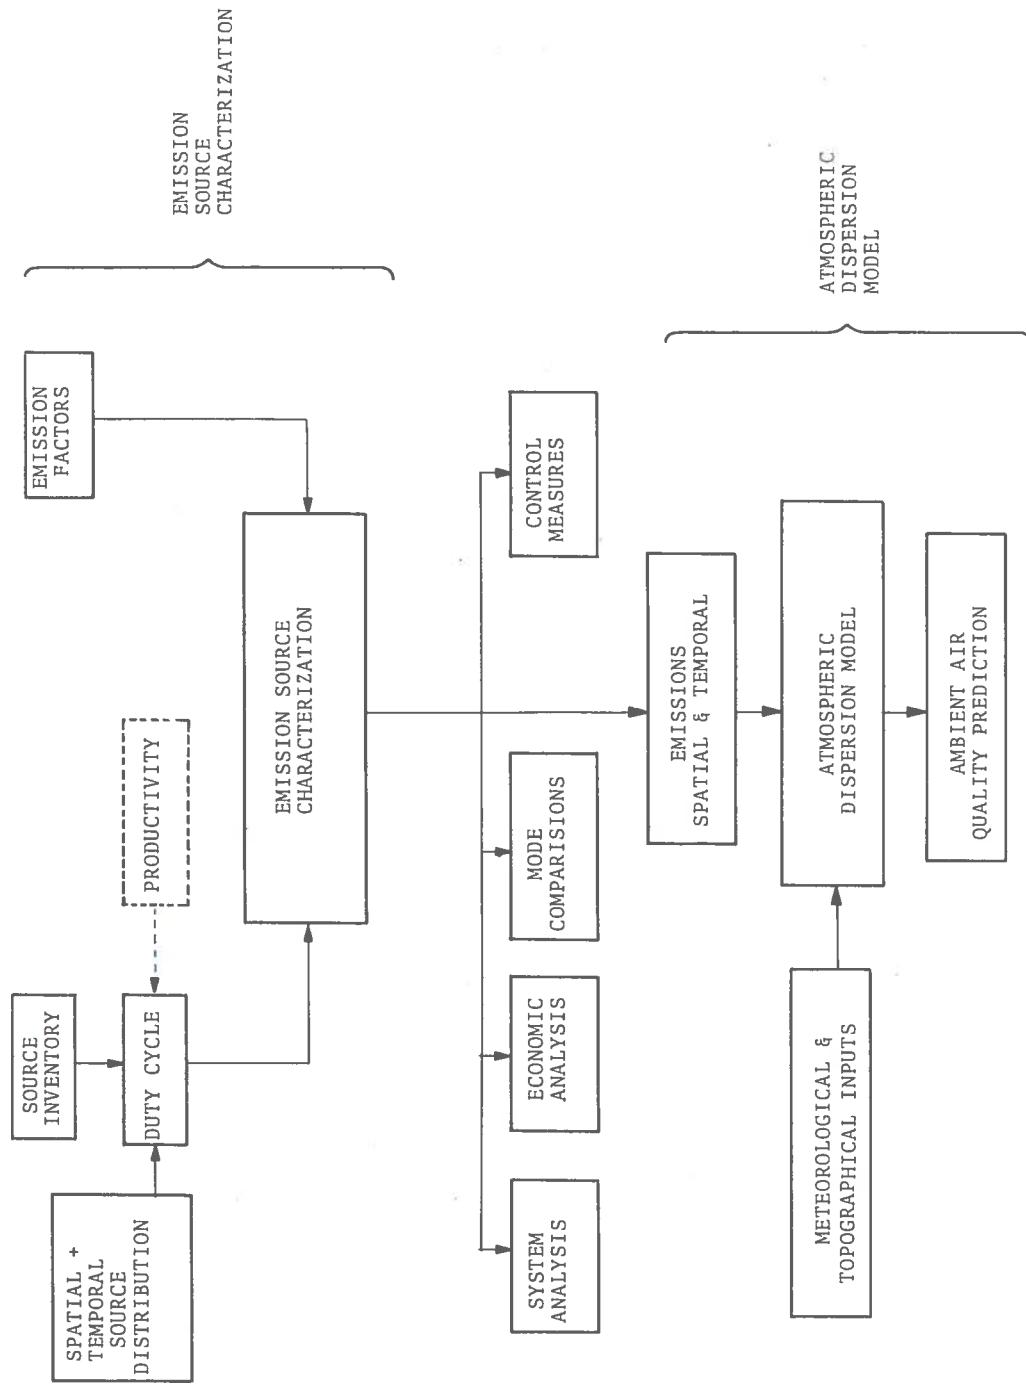 SPATIAL +
TEMPORAL
SOURCE
DISTRIBUTION
SOURCE
INVENTORY
DUTY CYCLE
PRODUCTIVITY
EMISSION
FACTORS
EMISSION
SOURCE
CHARACTERIZATION
EMISSION SOURCE
CHARACTERIZATION
SYSTEM
ANALYSIS
ECONOMIC
ANALYSIS
MODE
COMPARISIONS
CONTROL
MEASURES
EMISSIONS
SPATIAL & TEMPORAL
METEOROLOGICAL &
TOPOGRAPHICAL INPUTS
ATMOSPHERIC
DISPERSION MODEL
ATMOSPHERIC
DISPERSION
MODEL
AMBIENT AIR
QUALITY PREDICTION